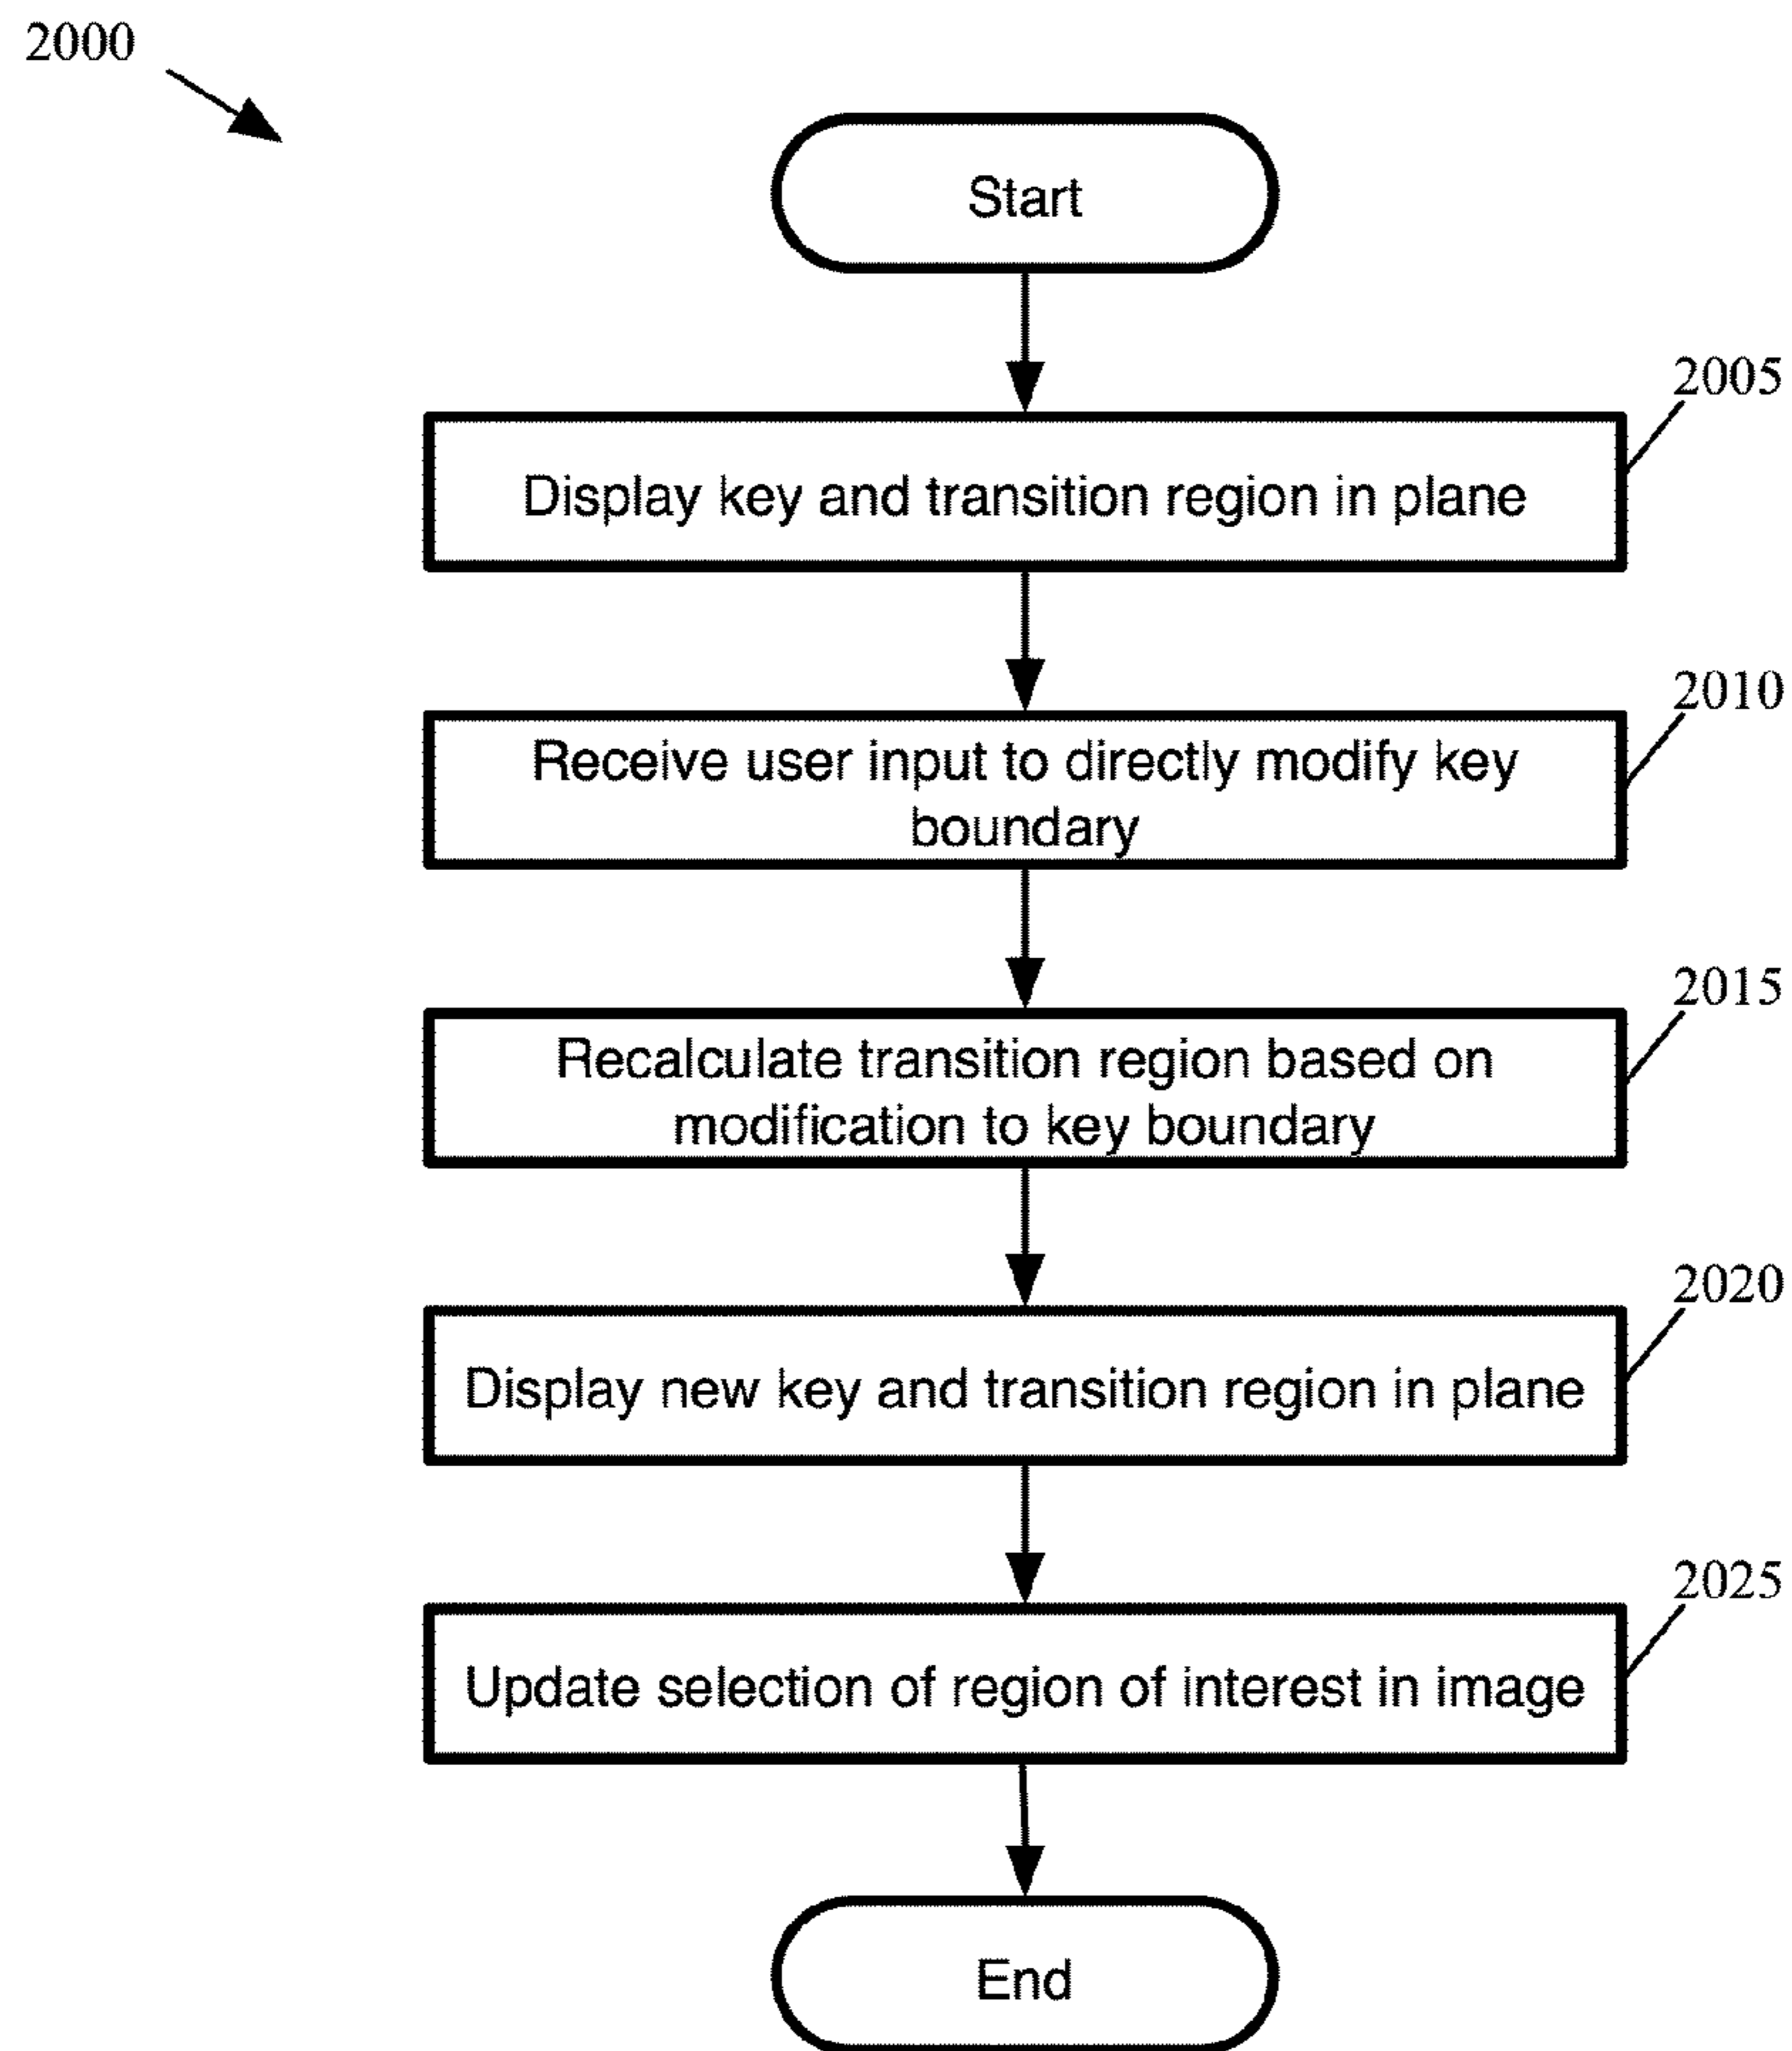 2000
Start
2005
Display key and transition region in plane
2010
Receive user input to directly modify key
boundary
2015
Recalculate transition region based on
modification to key boundary
2020
Display new key and transition region in plane
2025
Update selection of region of interest in image
End